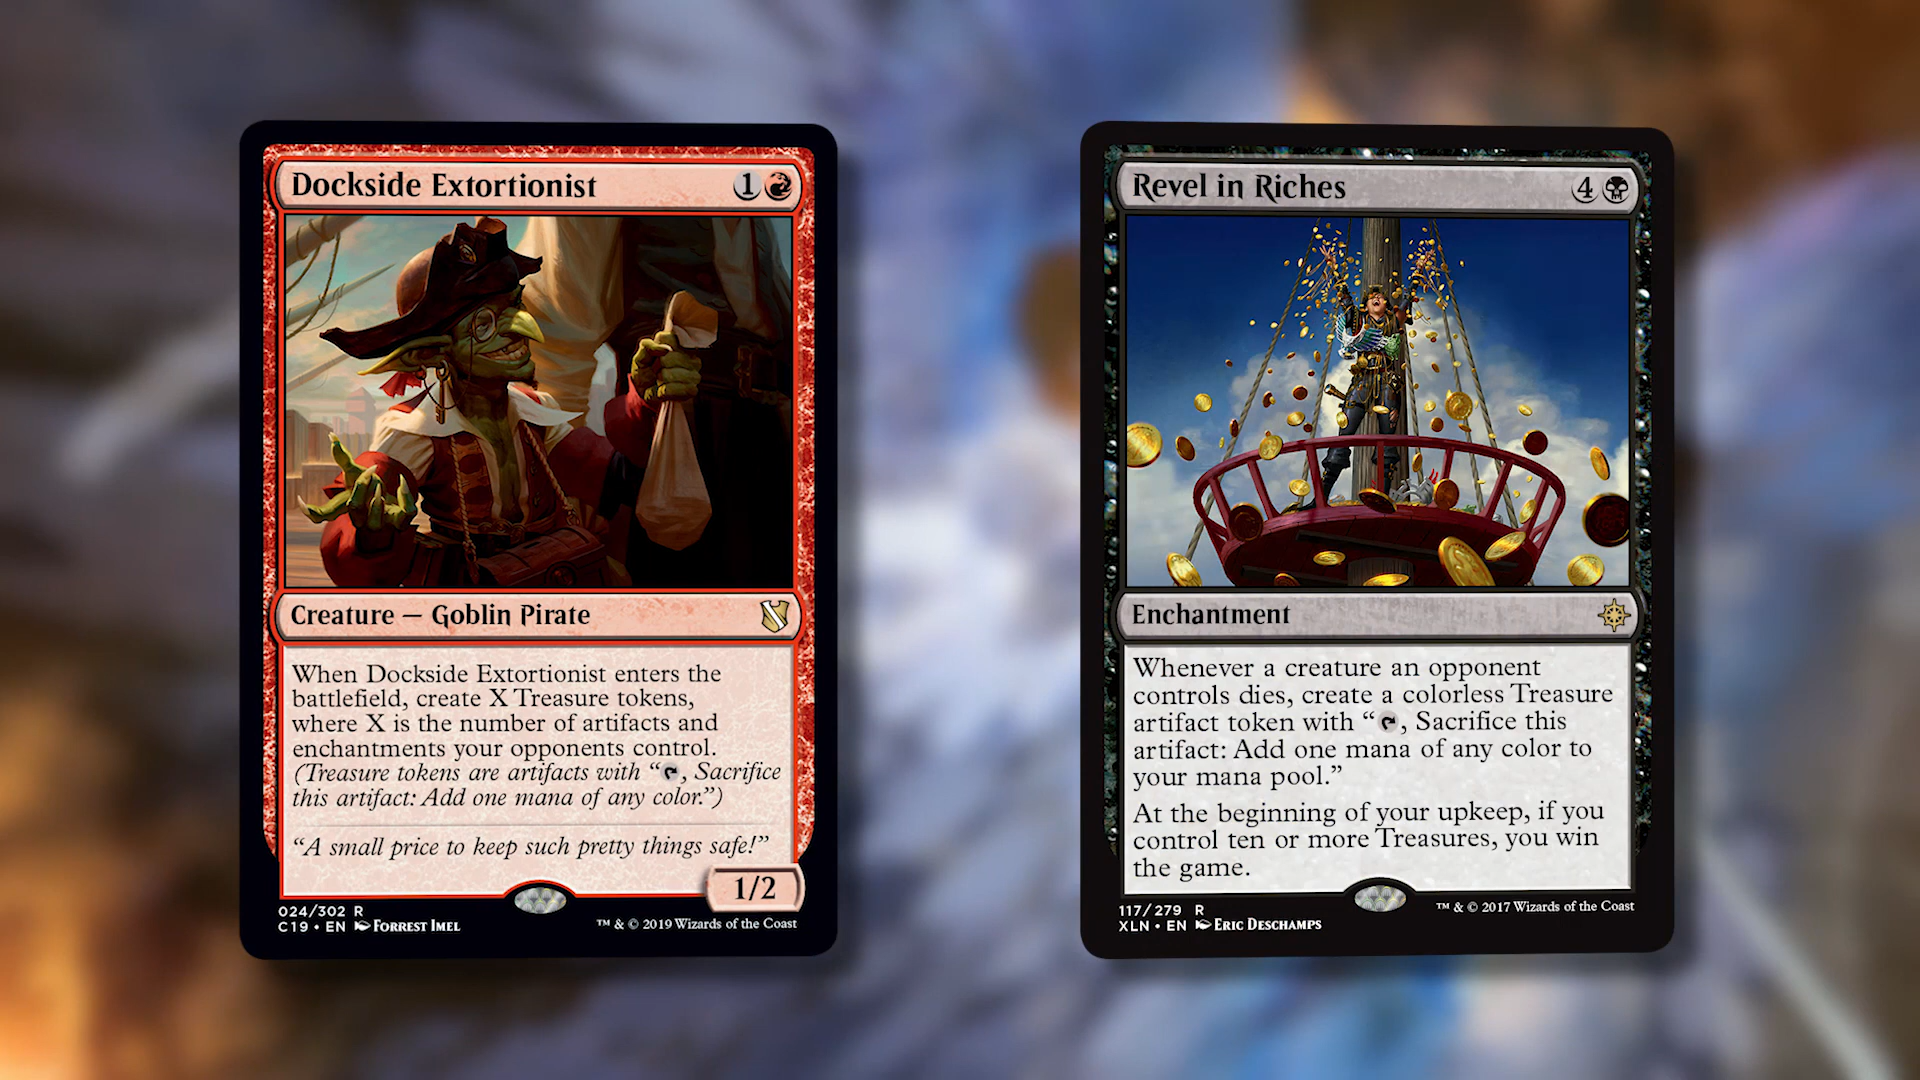 Dockside Extortionist 1
Creature — Goblin Pirate
When Dockside Extortionist enters the
battlefield, create X Treasure tokens,
where X is the number of artifacts and
enchantments your opponents control.
(Treasure tokens are artifacts with “, Sacrifice
this artifact: Add one mana of any color.”)
“A small price to keep such pretty things safe!”
1/2
024/302 R
C19 • EN Forrest Imel
™ & © 2019 Wizards of the Coast
Revel in Riches 4
Enchantment
Whenever a creature an opponent
controls dies, create a colorless Treasure
artifact token with “, Sacrifice this
artifact: Add one mana of any color to
your mana pool.”
At the beginning of your upkeep, if you
control ten or more Treasures, you win
the game.
117/279 R
XLN • EN Eric Deschamps
™ & © 2017 Wizards of the Coast